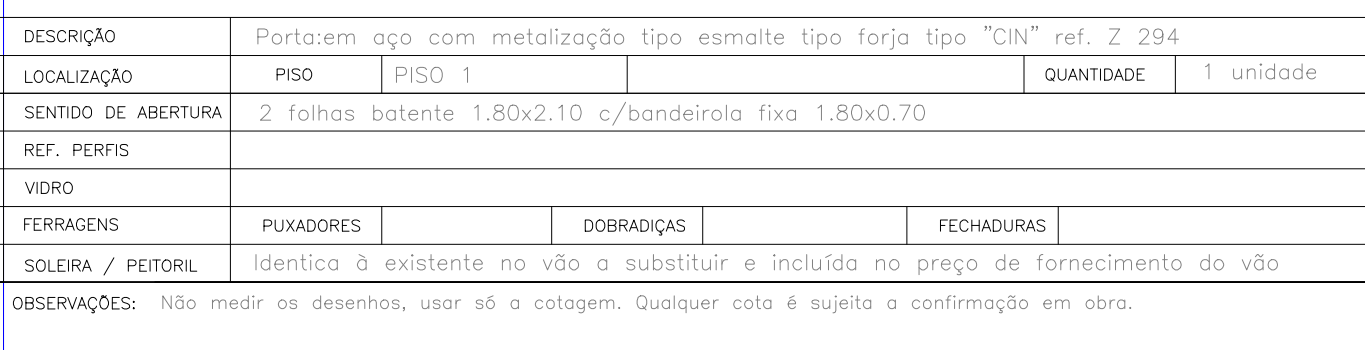 DESCRIÇÃO Porta:em aço com metalização tipo esmalte tipo forja tipo "CIN" ref. Z 294
LOCALIZAÇÃO PISO PISO 1 QUANTIDADE 1 unidade
SENTIDO DE ABERTURA 2 folhas batente 1.80x2.10 c/bandeirola fixa 1.80x0.70
REF. PERFIS
VIDRO
FERRAGENS PUXADORES DOBRADIÇAS FECHADURAS
SOLEIRA / PEITORIL Identica à existente no vão a substituir e incluída no preço de fornecimento do vão
OBSERVAÇÕES: Não medir os desenhos, usar só a cotagem. Qualquer cota é sujeita a confirmação em obra.